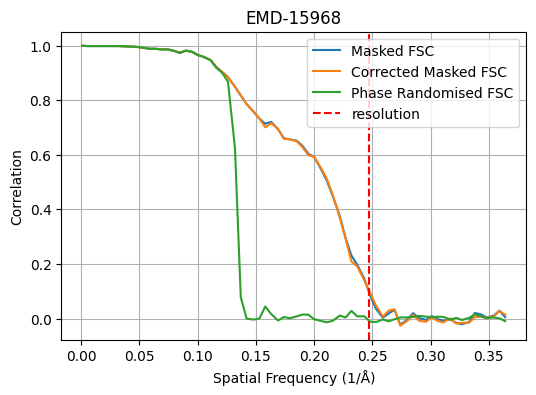 EMD-15968
Masked FSC
Corrected Masked FSC
Phase Randomised FSC
resolution
Correlation
1.0
0.8
0.6
0.4
0.2
0.0
0.00 0.05 0.10 0.15 0.20 0.25 0.30 0.35
Spatial Frequency (1/Å)